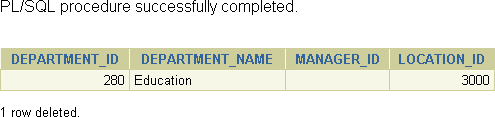 PL/SQL procedure successfully completed.
DEPARTMENT_ID DEPARTMENT_NAME MANAGER_ID LOCATION_ID
280 Education 3000
1 row deleted.